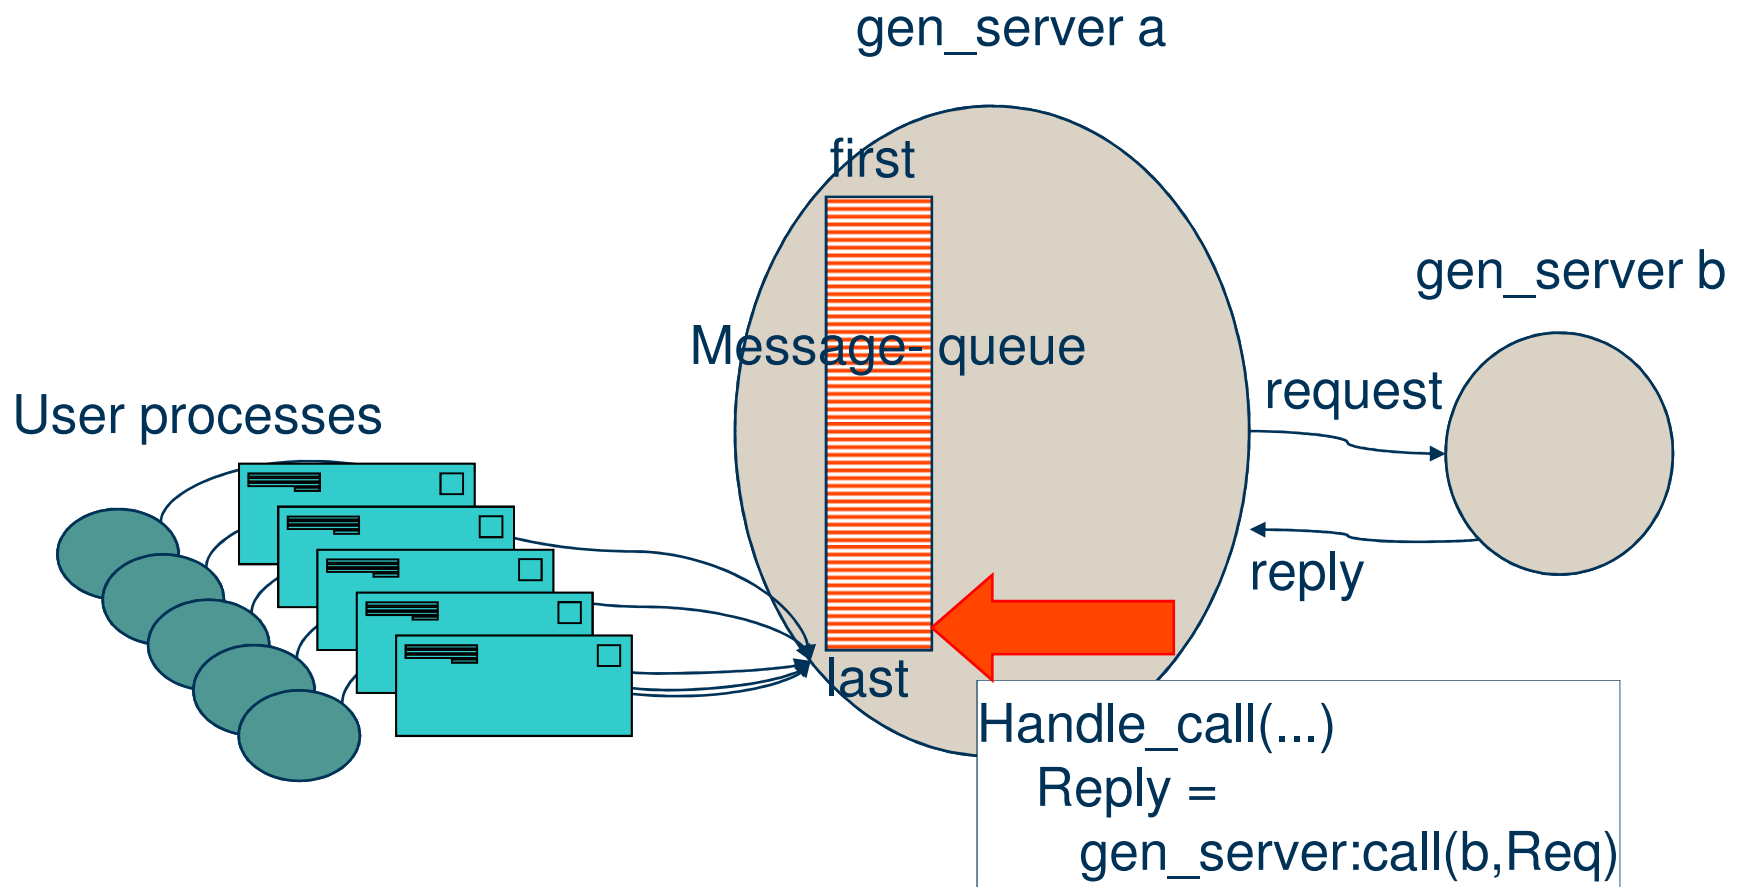 gen_server a
first
gen_server b
Message- queue
request
User processes
reply
last
Handle_call(...)
Reply =
gen_server:call(b,Req)